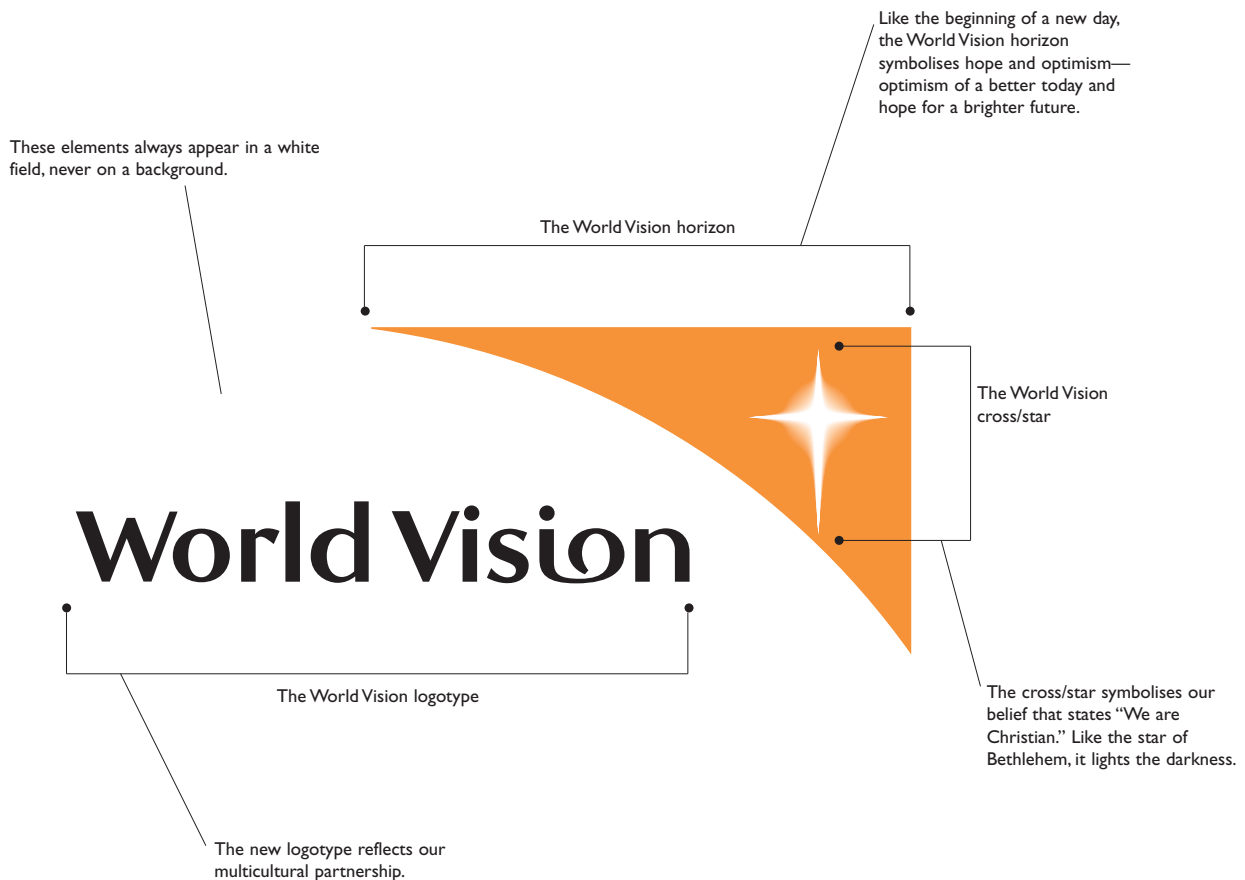 Like the beginning of a new day,
the World Vision horizon
symbolises hope and optimism—
optimism of a better today and
hope for a brighter future.
These elements always appear in a white
field, never on a background.
The World Vision horizon
The World Vision
cross/star
World Vision
The World Vision logotype
The cross/star symbolises our
belief that states “We are
Christian.” Like the star of
Bethlehem, it lights the darkness.
The new logotype reflects our
multicultural partnership.